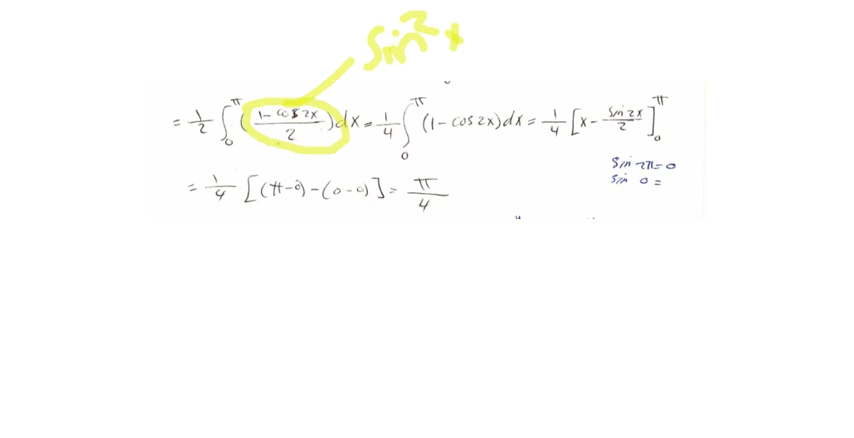 sin² x
= 1/2 ∫₀^π (1 - cos 2x / 2) dx = 1/4 ∫₀^π (1 - cos 2x) dx = 1/4 [x - sin 2x / 2]₀^π
sin 2π = 0
sin 0 =
= 1/4 [(π - 0) - (0 - 0)] = π/4